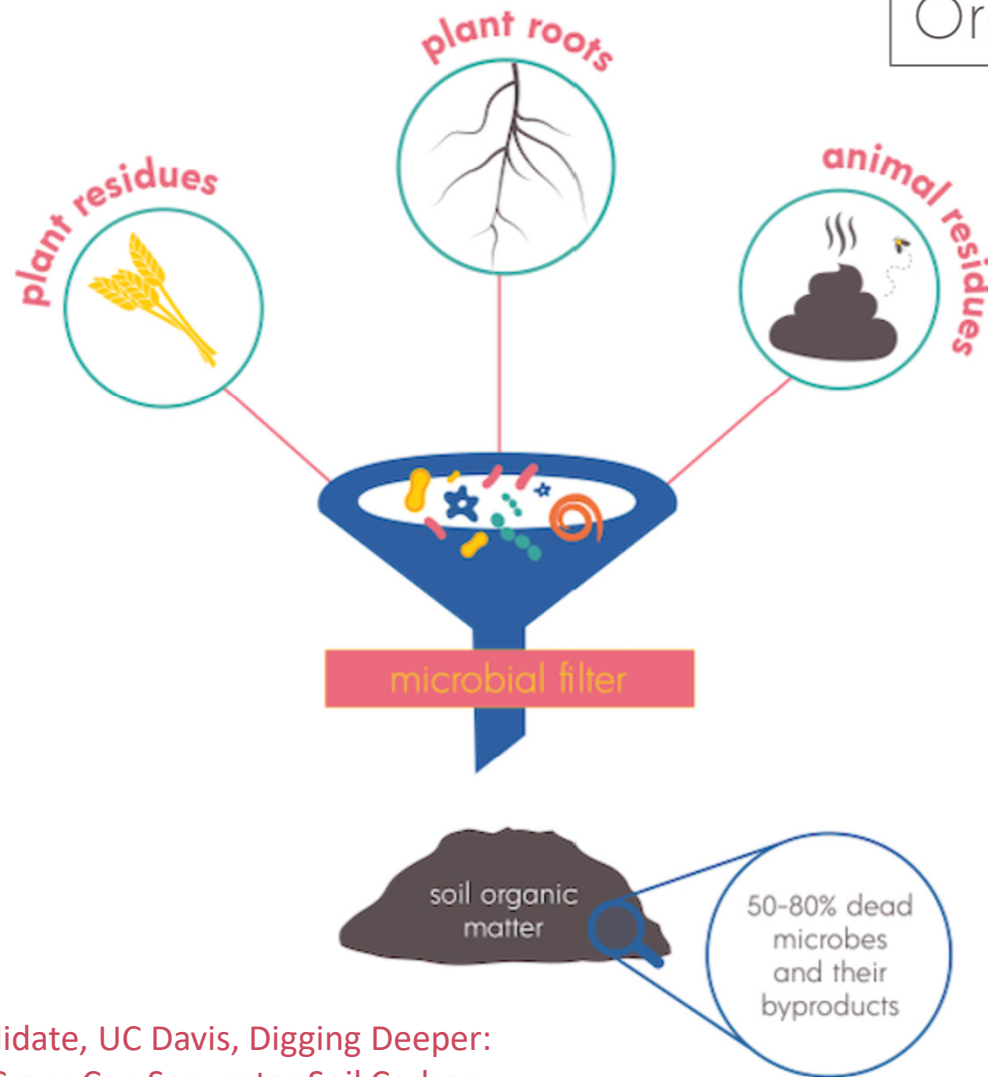 plant roots
plant residues
animal residues
microbial filter
soil organic
matter
50-80% dead
microbes
and their
byproducts
UC Davis, Digging Deeper: